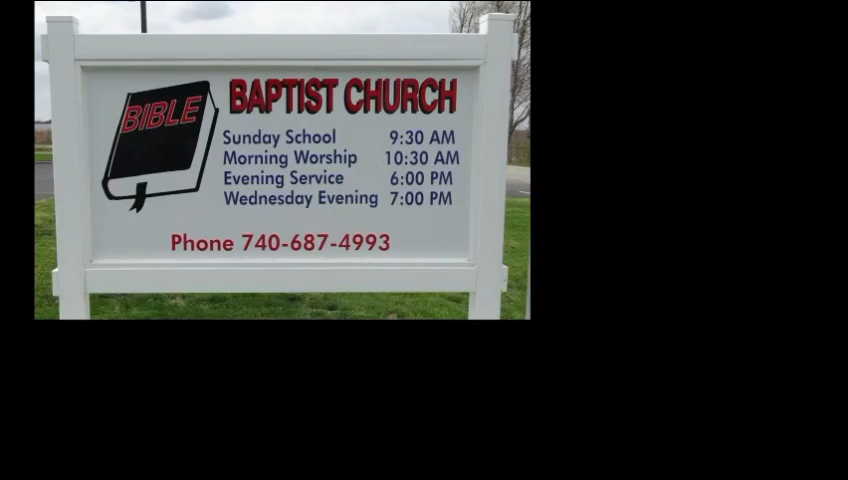 BIBLE
BAPTIST CHURCH
Sunday School 9:30 AM
Morning Worship 10:30 AM
Evening Service 6:00 PM
Wednesday Evening 7:00 PM
Phone 740-687-4993